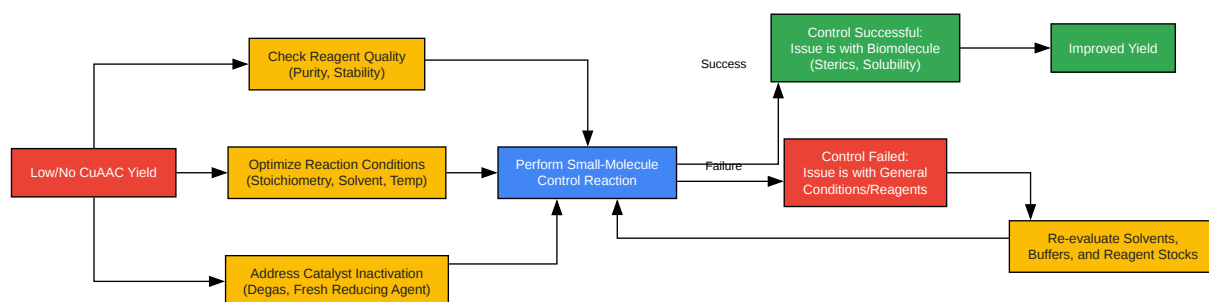 Low/No CuAAC Yield
Check Reagent Quality
(Purity, Stability)
Optimize Reaction Conditions
(Stoichiometry, Solvent, Temp)
Address Catalyst Inactivation
(Degas, Fresh Reducing Agent)
Perform Small-Molecule
Control Reaction
Success
Failure
Control Successful:
Issue is with Biomolecule
(Sterics, Solubility)
Improved Yield
Control Failed:
Issue is with General
Conditions/Reagents
Re-evaluate Solvents,
Buffers, and Reagent Stocks